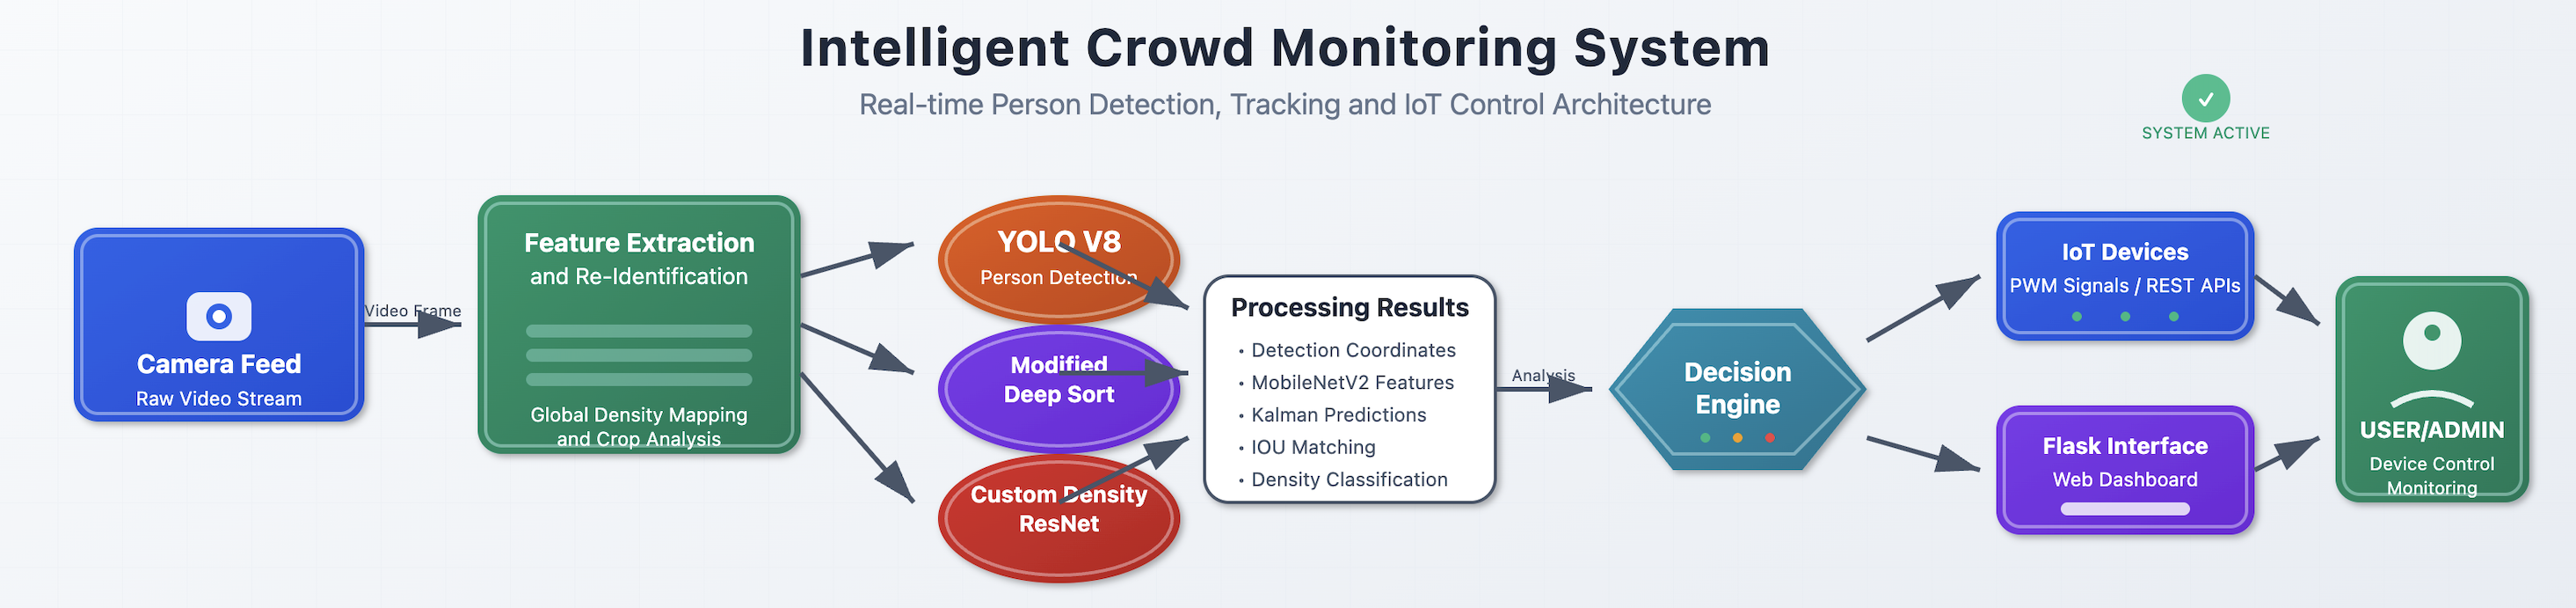 Intelligent Crowd Monitoring System
Real-time Person Detection, Tracking and IoT Control Architecture
SYSTEM ACTIVE
Camera Feed
Raw Video Stream
Video Frame
Feature Extraction
and Re-Identification
Global Density Mapping
and Crop Analysis
YOLO V8
Person Detection
Modified
Deep Sort
Custom Density
ResNet
Processing Results
• Detection Coordinates
• MobileNetV2 Features
• Kalman Predictions
• IOU Matching
• Density Classification
Analysis
Decision
Engine
IoT Devices
PWM Signals / REST APIs
Flask Interface
Web Dashboard
USER/ADMIN
Device Control
Monitoring